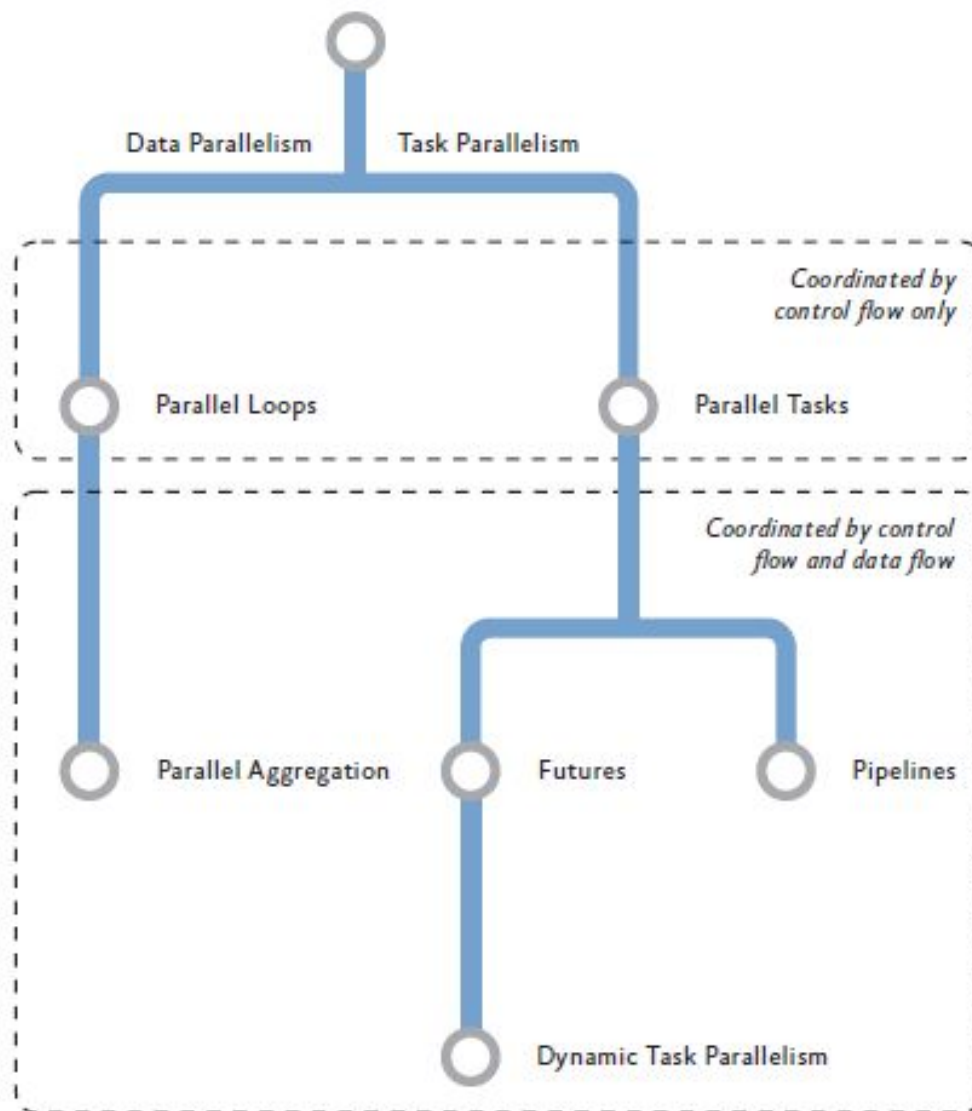 Data Parallelism
Task Parallelism
Coordinated by
control flow only
Parallel Loops
Parallel Tasks
Coordinated by control
flow and data flow
Parallel Aggregation
Futures
Pipelines
Dynamic Task Parallelism